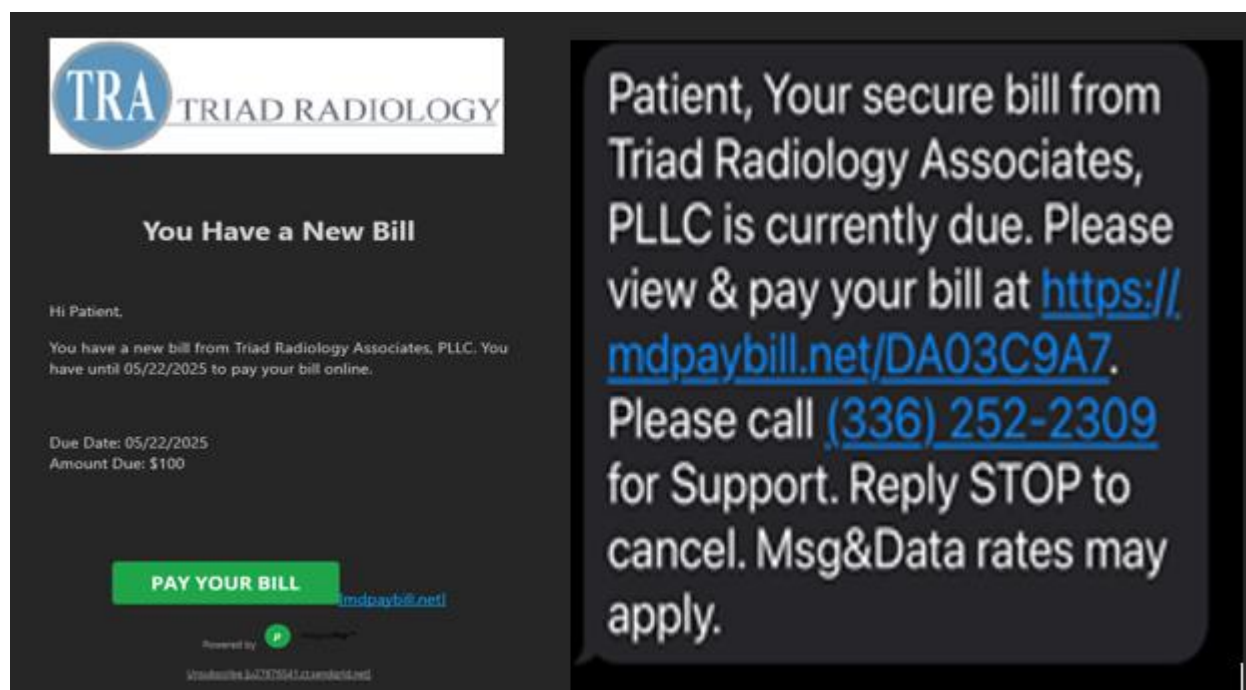 TRA TRIAD RADIOLOGY
You Have a New Bill
Hi Patient,
You have a new bill from Triad Radiology Associates, PLLC. You
have until 05/22/2025 to pay your bill online.
Due Date: 05/22/2025
Amount Due: $100
PAY YOUR BILL
[mdpaybill.net]
Powered by P
Unsubscribe
Patient, Your secure bill from
Triad Radiology Associates,
PLLC is currently due. Please
view & pay your bill at https://
mdpaybill.net/DA03C9A7.
Please call (336) 252-2309
for Support. Reply STOP to
cancel. Msg&Data rates may
apply.